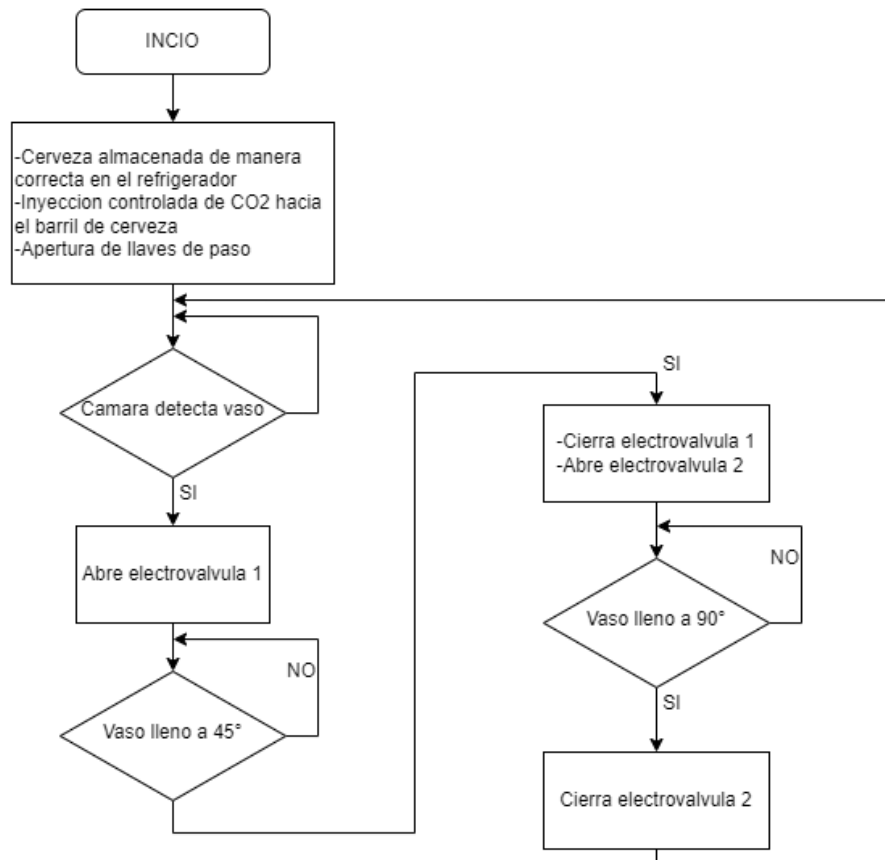 INCIO
-Cerveza almacenada de manera
correcta en el refrigerador
-Inyeccion controlada de CO2 hacia
el barril de cerveza
-Apertura de llaves de paso
Camara detecta vaso
SI
Abre electrovalvula 1
NO
Vaso lleno a 45°
SI
-Cierra electrovalvula 1
-Abre electrovalvula 2
NO
Vaso lleno a 90°
SI
Cierra electrovalvula 2